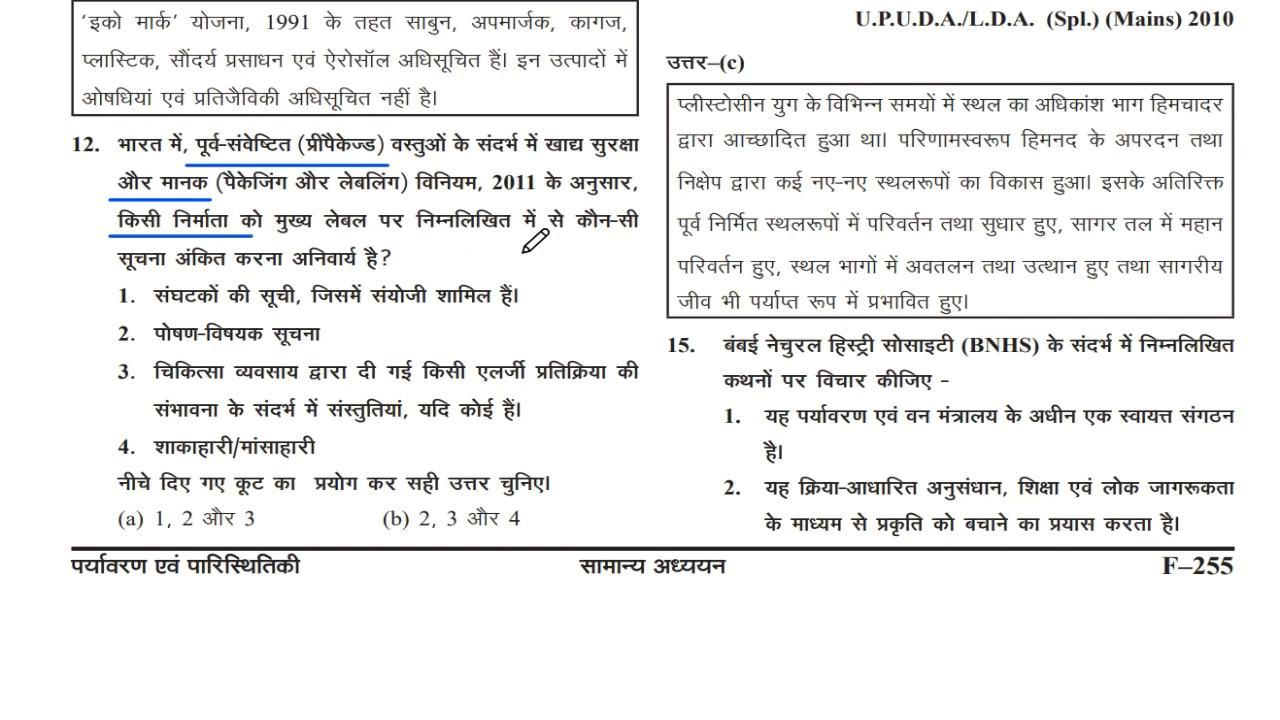 ‘इको मार्क’ योजना, 1991 के तहत साबुन, अपमार्जक, कागज,
प्लास्टिक, सौंदर्य प्रसाधन एवं ऐरोसॉल अधिसूचित हैं। इन उत्पादों में
ओषधियां एवं प्रतिजैविकी अधिसूचित नहीं है।
12. भारत में, पूर्व-संवेष्टित (प्रीपैकेज्ड) वस्तुओं के संदर्भ में खाद्य सुरक्षा
और मानक (पैकेजिंग और लेबलिंग) विनियम, 2011 के अनुसार,
किसी निर्माता को मुख्य लेबल पर निम्नलिखित में से कौन-सी
सूचना अंकित करना अनिवार्य है?
1. संघटकों की सूची, जिसमें संयोजी शामिल हैं।
2. पोषण-विषयक सूचना
3. चिकित्सा व्यवसाय द्वारा दी गई किसी एलर्जी प्रतिक्रिया की
संभावना के संदर्भ में संस्तुतियां, यदि कोई हैं।
4. शाकाहारी/मांसाहारी
नीचे दिए गए कूट का प्रयोग कर सही उत्तर चुनिए।
(a) 1, 2 और 3 (b) 2, 3 और 4
U.P.U.D.A./L.D.A. (Spl.) (Mains) 2010
उत्तर–(c)
प्लीस्टोसीन युग के विभिन्न समयों में स्थल का अधिकांश भाग हिमचादर
द्वारा आच्छादित हुआ था। परिणामस्वरूप हिमनद के अपरदन तथा
निक्षेप द्वारा कई नए-नए स्थलरूपों का विकास हुआ। इसके अतिरिक्त
पूर्व निर्मित स्थलरूपों में परिवर्तन तथा सुधार हुए, सागर तल में महान
परिवर्तन हुए, स्थल भागों में अवतलन तथा उत्थान हुए तथा सागरीय
जीव भी पर्याप्त रूप में प्रभावित हुए।
15. बंबई नेचुरल हिस्ट्री सोसाइटी (BNHS) के संदर्भ में निम्नलिखित
कथनों पर विचार कीजिए -
1. यह पर्यावरण एवं वन मंत्रालय के अधीन एक स्वायत्त संगठन
है।
2. यह क्रिया-आधारित अनुसंधान, शिक्षा एवं लोक जागरूकता
के माध्यम से प्रकृति को बचाने का प्रयास करता है।
पर्यावरण एवं पारिस्थितिकी सामान्य अध्ययन F–255